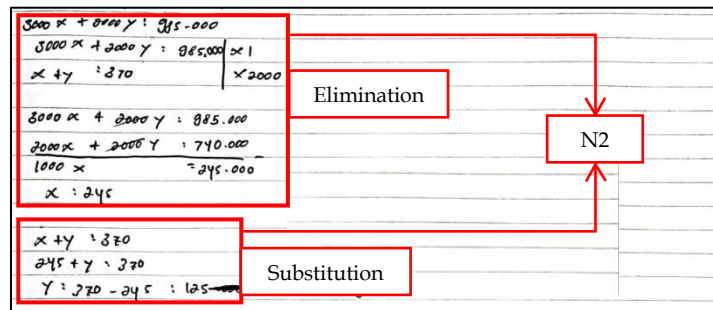 3000 x + 2000 y : 985.000
3000 x + 2000 y : 985.000 | x 1
x + y : 370 | x 2000
Elimination
3000 x + 2000 y : 985.000
2000 x + 2000 y : 740.000
1000 x = 245.000
x : 245
N2
x + y : 370
245 + y : 370
y : 370 - 245 : 125
Substitution